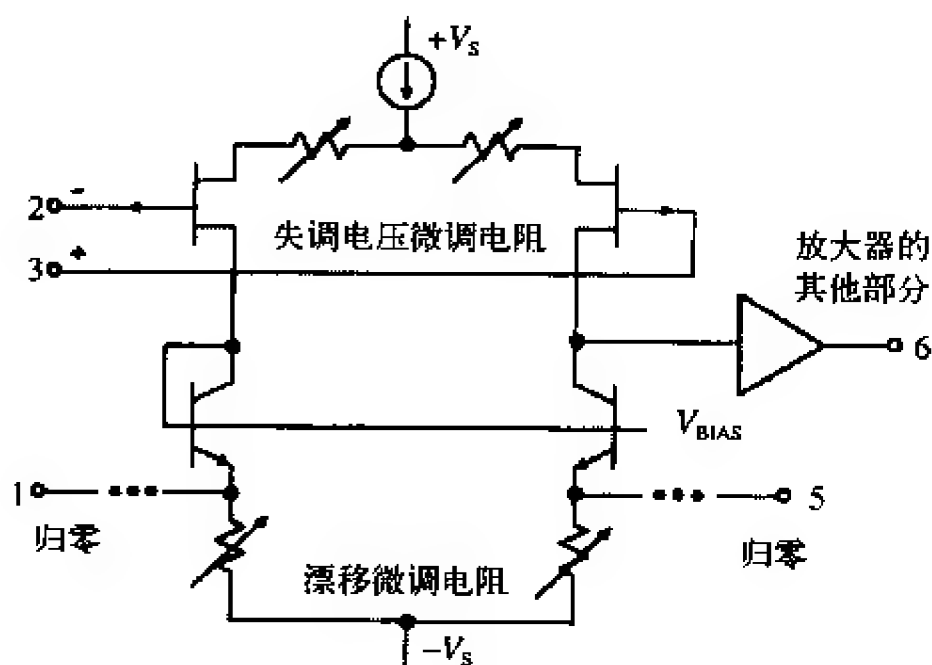 +V_S
2 -
失调电压微调电阻
3 +
放大器的
其他部分
6
V_BIAS
1
5
归零
归零
漂移微调电阻
-V_S